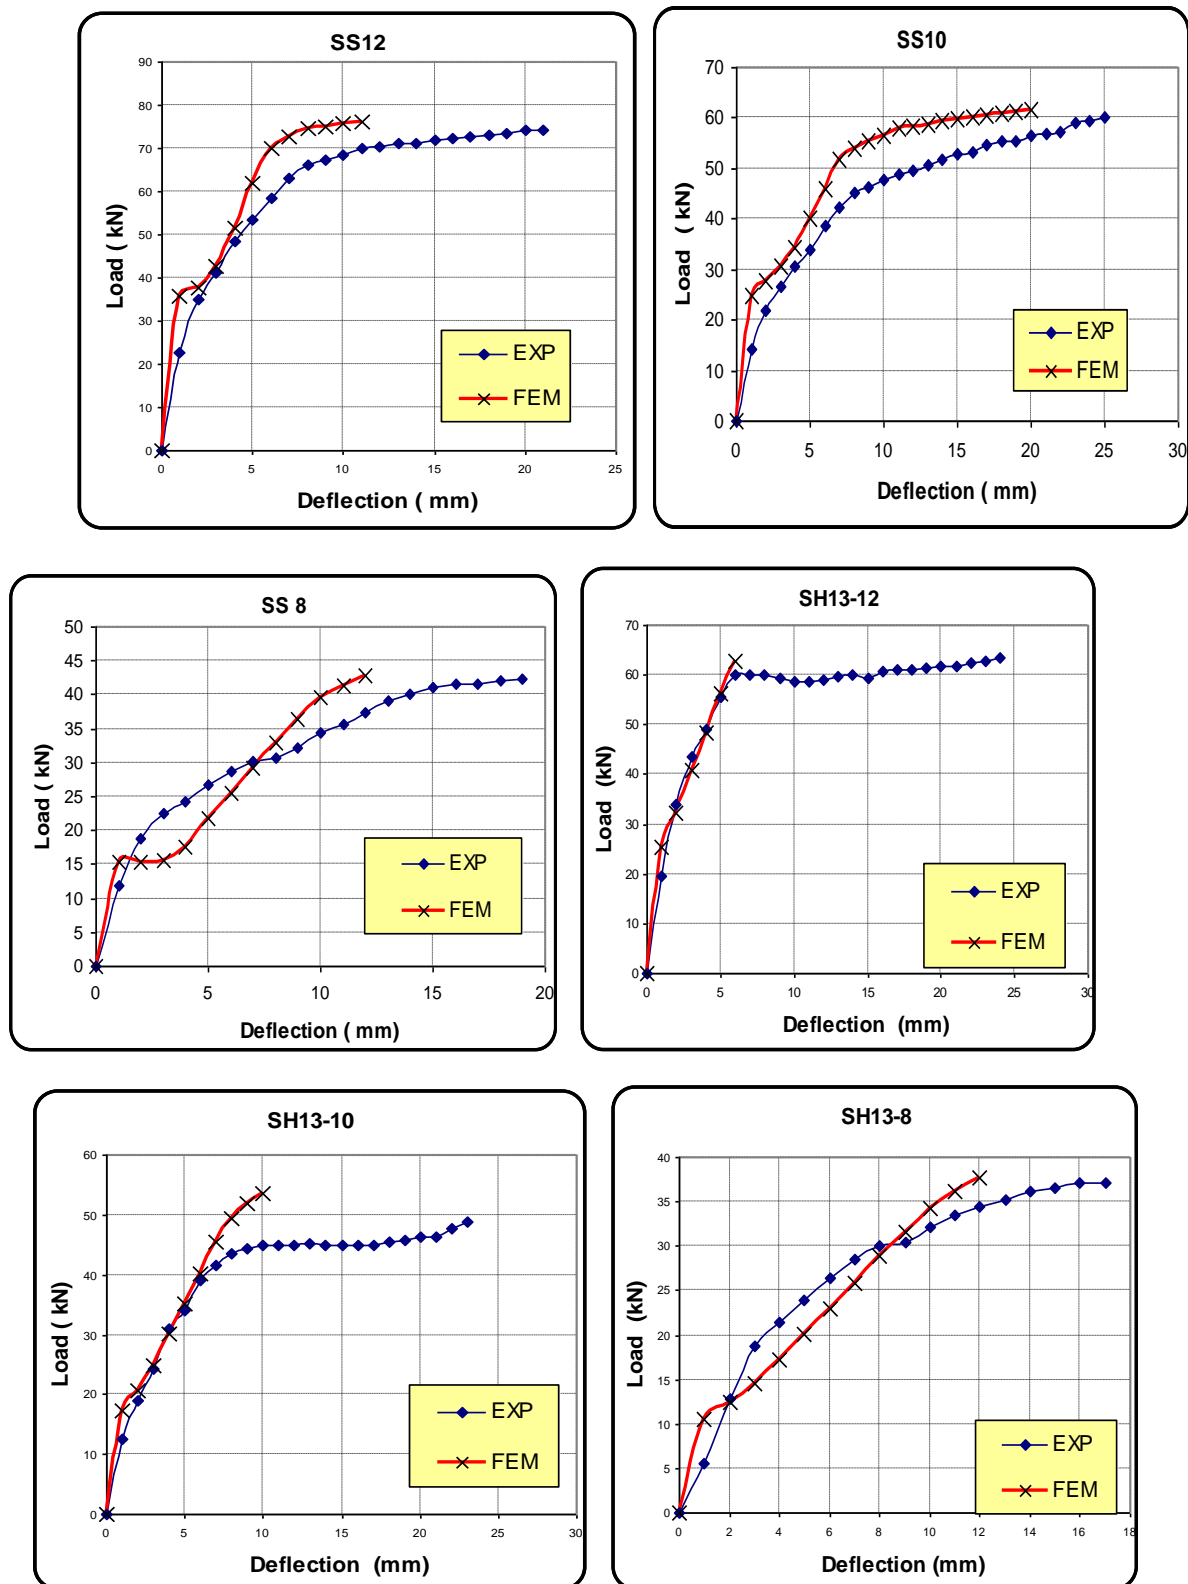 SS12
90
80
70
60
50
40
30
20
10
0
0 5 10 15 20 25
Load ( kN)
Deflection ( mm)
EXP
FEM
SS10
70
60
50
40
30
20
10
0
0 5 10 15 20 25 30
Load ( kN)
Deflection ( mm)
EXP
FEM
SS 8
50
45
40
35
30
25
20
15
10
5
0
0 5 10 15 20
Load ( kN)
Deflection ( mm)
EXP
FEM
SH13-12
70
60
50
40
30
20
10
0
0 5 10 15 20 25 30
Load (kN)
Deflection (mm)
EXP
FEM
SH13-10
60
50
40
30
20
10
0
0 5 10 15 20 25 30
Load ( kN)
Deflection (mm)
EXP
FEM
SH13-8
40
35
30
25
20
15
10
5
0
0 2 4 6 8 10 12 14 16 18
Load (kN)
Deflection (mm)
EXP
FEM